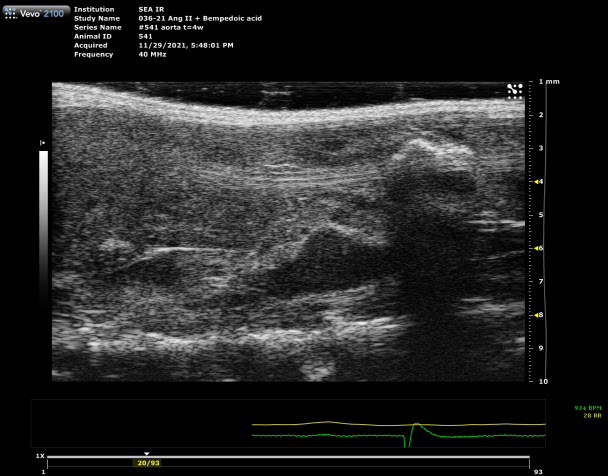 Vevo 2100
Institution SEA IR
Study Name 036-21 Ang II + Bempedoic acid
Series Name #541 aorta t=4w
Animal ID 541
Acquired 11/29/2021, 5:48:01 PM
Frequency 40 MHz
1 mm
2
3
4
5
6
7
8
9
10
974 BPM
28 RR
1X
20/93
1
93